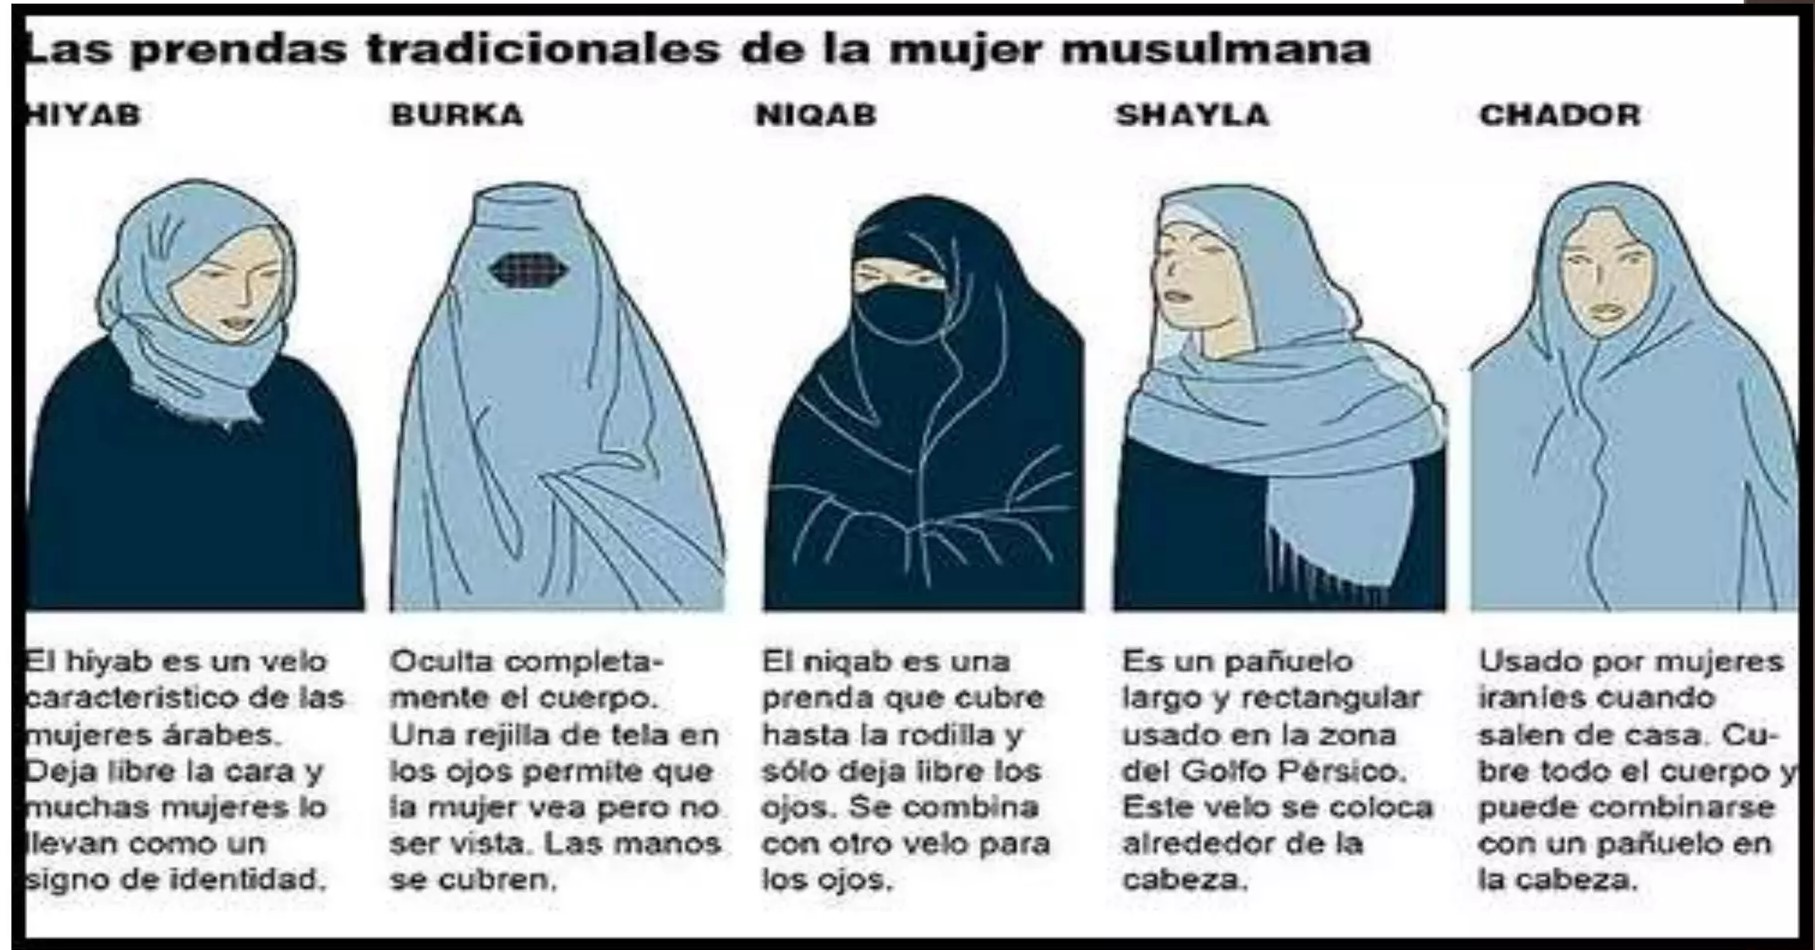 Las prendas tradicionales de la mujer musulmana
HIYAB
El hiyab es un velo
característico de las
mujeres árabes.
Deja libre la cara y
muchas mujeres lo
llevan como un
signo de identidad.
BURKA
Oculta completa-
mente el cuerpo.
Una rejilla de tela en
los ojos permite que
la mujer vea pero no
ser vista. Las manos
se cubren.
NIQAB
El niqab es una
prenda que cubre
hasta la rodilla y
sólo deja libre los
ojos. Se combina
con otro velo para
los ojos.
SHAYLA
Es un pañuelo
largo y rectangular
usado en la zona
del Golfo Pérsico.
Este velo se coloca
alrededor de la
cabeza.
CHADOR
Usado por mujeres
iraníes cuando
salen de casa. Cu-
bre todo el cuerpo y
puede combinarse
con un pañuelo en
la cabeza.